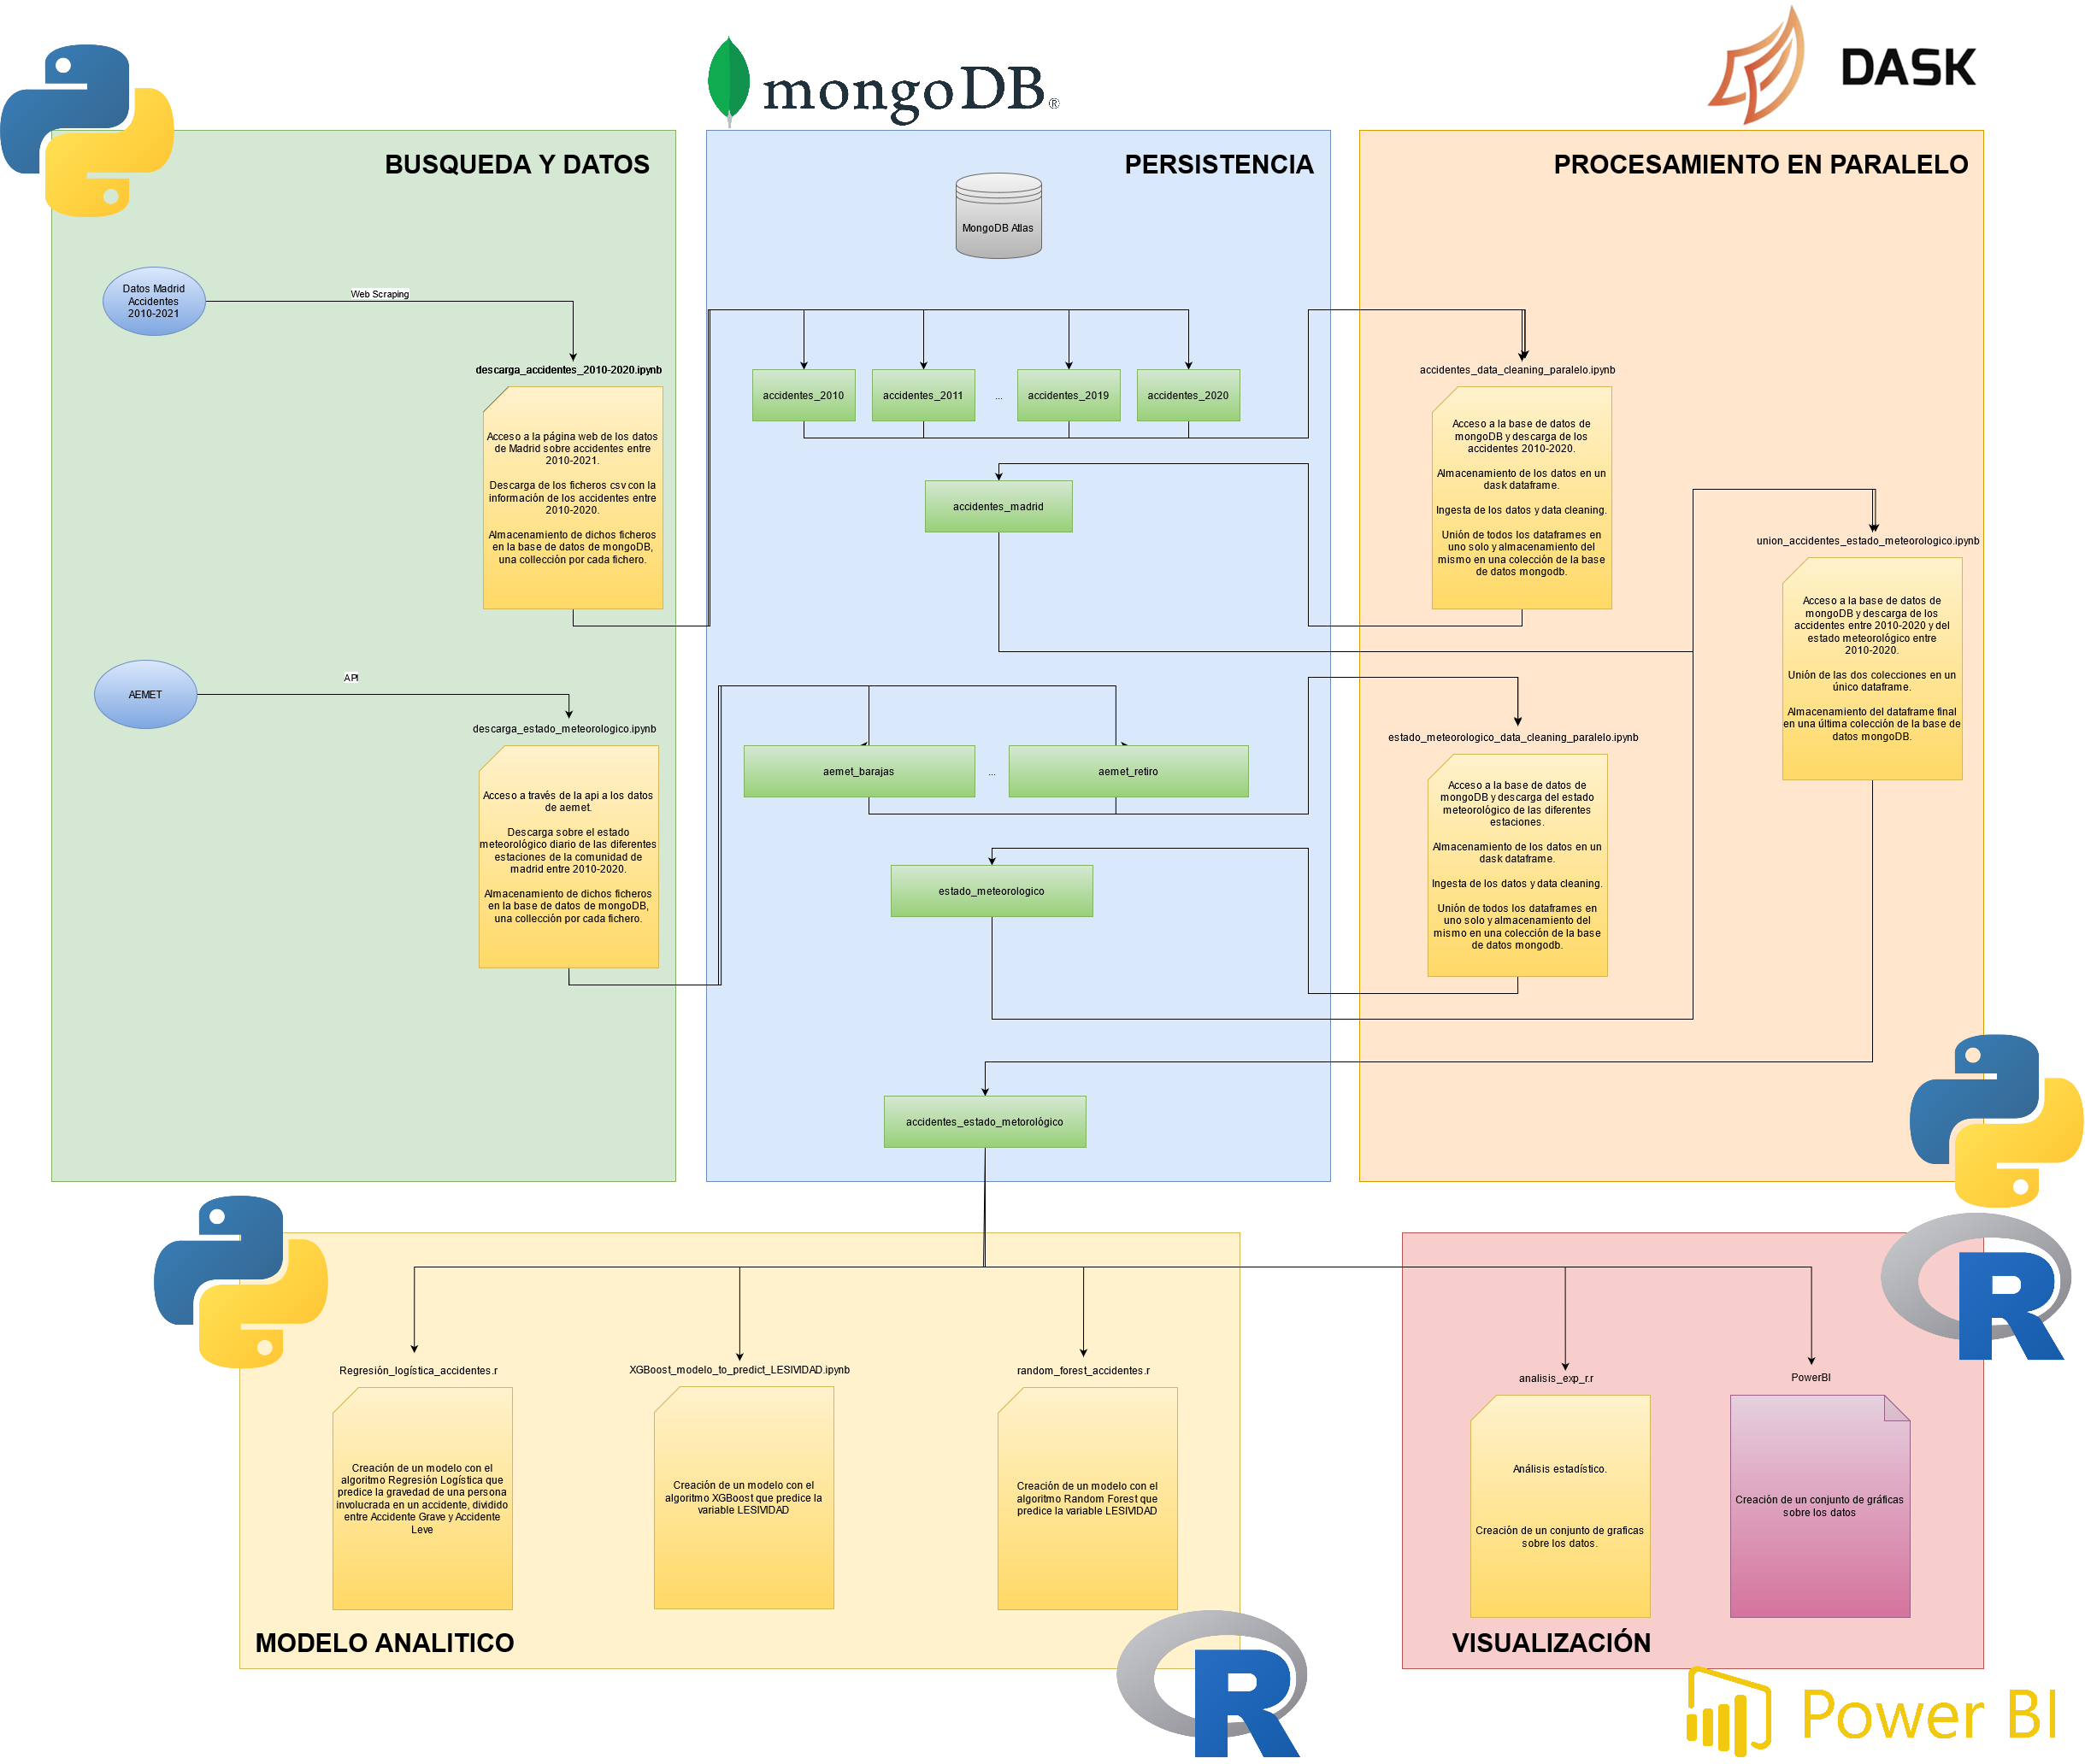 mongoDB®
DASK
BUSQUEDA Y DATOS
Datos Madrid
Accidentes
2010-2021
Web Scraping
descarga_accidentes_2010-2020.ipynb
Acceso a la página web de los datos
de Madrid sobre accidentes entre
2010-2021.
Descarga de los ficheros csv con la
información de los accidentes entre
2010-2020.
Almacenamiento de dichos ficheros
en la base de datos de mongoDB,
una collección por cada fichero.
AEMET
API
descarga_estado_meteorologico.ipynb
Acceso a través de la api a los datos
de aemet.
Descarga sobre el estado
meteorológico diario de las diferentes
estaciones de la comunidad de
madrid entre 2010-2020.
Almacenamiento de dichos ficheros
en la base de datos de mongoDB,
una collección por cada fichero.
PERSISTENCIA
MongoDB Atlas
accidentes_2010
accidentes_2011
...
accidentes_2019
accidentes_2020
accidentes_madrid
aemet_barajas
...
aemet_retiro
estado_meteorologico
accidentes_estado_metorológico
PROCESAMIENTO EN PARALELO
accidentes_data_cleaning_paralelo.ipynb
Acceso a la base de datos de
mongoDB y descarga de los
accidentes 2010-2020.
Almacenamiento de los datos en un
dask dataframe.
Ingesta de los datos y data cleaning.
Unión de todos los dataframes en
uno solo y almacenamiento del
mismo en una colección de la base
de datos mongodb.
union_accidentes_estado_meteorologico.ipynb
Acceso a la base de datos de
mongoDB y descarga de los
accidentes entre 2010-2020 y del
estado meteorológico entre
2010-2020.
Unión de las dos colecciones en un
único dataframe.
Almacenamiento del dataframe final
en una última colección de la base de
datos mongoDB.
estado_meteorologico_data_cleaning_paralelo.ipynb
Acceso a la base de datos de
mongoDB y descarga del estado
meteorológico de las diferentes
estaciones.
Almacenamiento de los datos en un
dask dataframe.
Ingesta de los datos y data cleaning.
Unión de todos los dataframes en
uno solo y almacenamiento del
mismo en una colección de la base
de datos mongodb.
Regresión_logística_accidentes.r
Creación de un modelo con el
algoritmo Regresión Logística que
predice la gravedad de una persona
involucrada en un accidente, dividido
entre Accidente Grave y Accidente
Leve
XGBoost_modelo_to_predict_LESIVIDAD.ipynb
Creación de un modelo con el
algoritmo XGBoost que predice la
variable LESIVIDAD
random_forest_accidentes.r
Creación de un modelo con el
algoritmo Random Forest que
predice la variable LESIVIDAD
MODELO ANALITICO
R
analisis_exp_r.r
Análisis estadístico.
Creación de un conjunto de graficas
sobre los datos.
PowerBI
Creación de un conjunto de gráficas
sobre los datos
VISUALIZACIÓN
R
Power BI